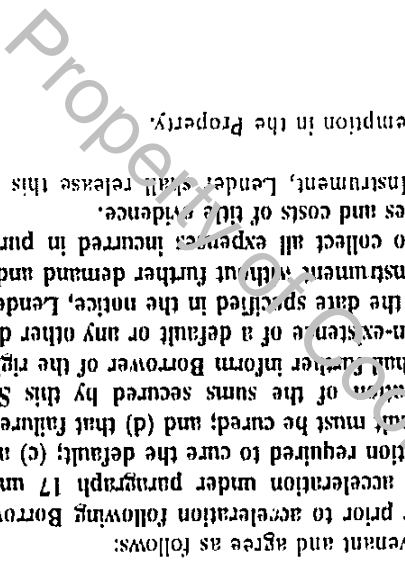 venant and agree as follows:
prior to acceleration following Borrow
acceleration under paragraph 17 un
tion required to cure the default; (c) a
must be cured; and (d) that failure
ation of the sums secured by this S
hall further inform Borrower of the righ
n-existence of a default or any other d
the date specified in the notice, Lende
nstrument without further demand and
o collect all expenses incurred in pur
es and costs of title evidence.
Instrument, Lender shall release this
emption in the Property.
Property of Coo